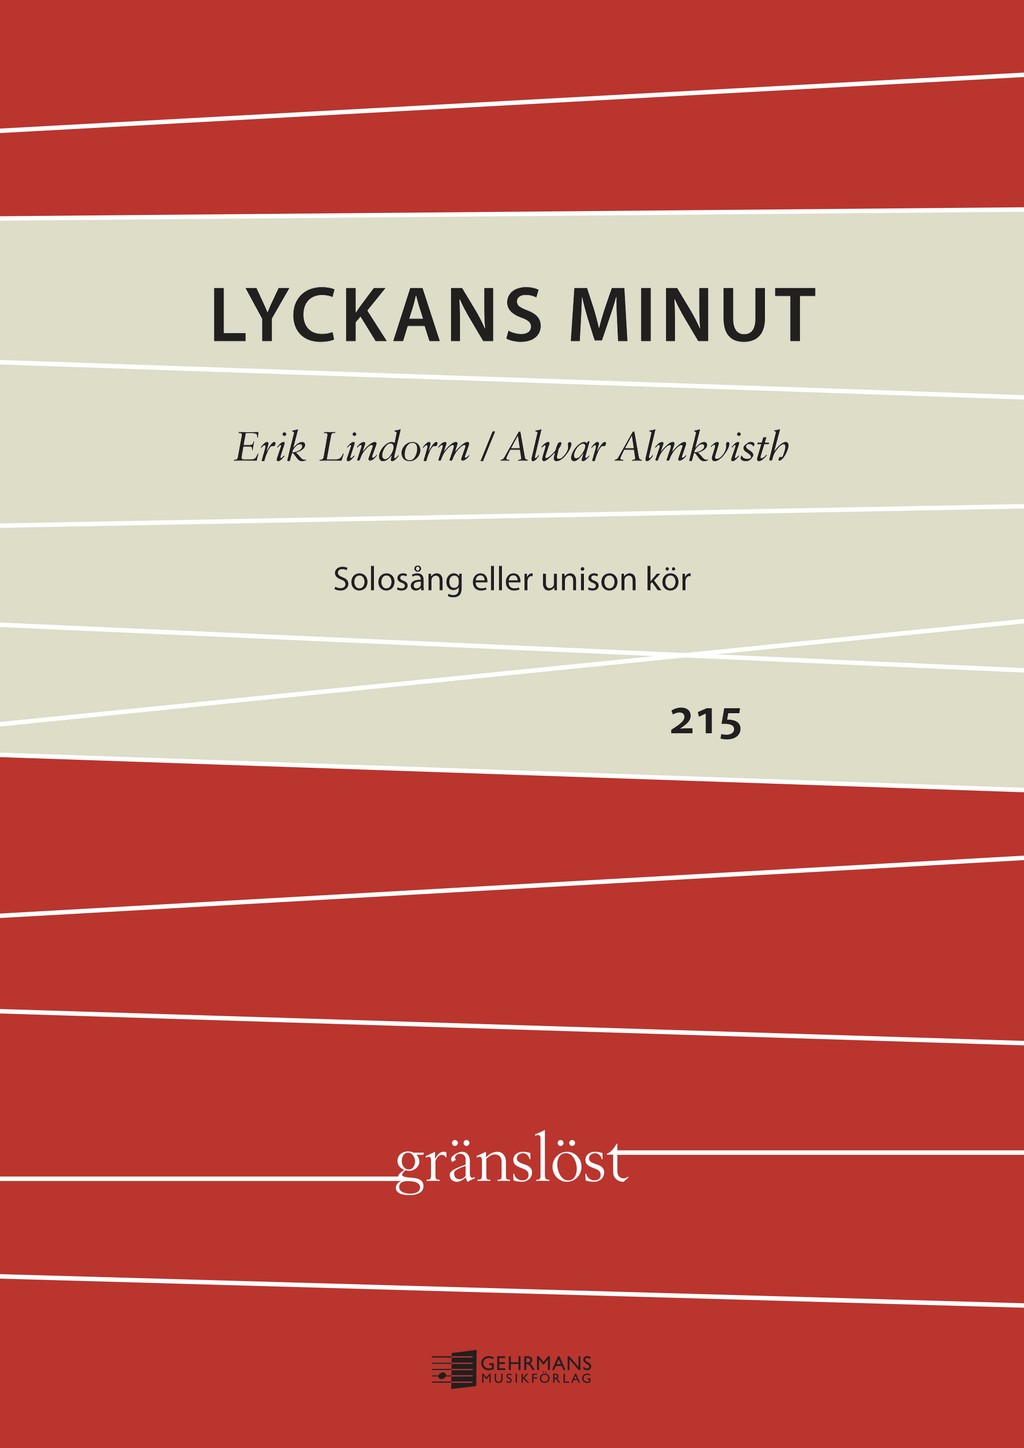 LYCKANS MINUT
Erik Lindorm / Alwar Almkvisth
Solosång eller unison kör
215
gränslöst
GEHRMANS
MUSIKFÖRLAG